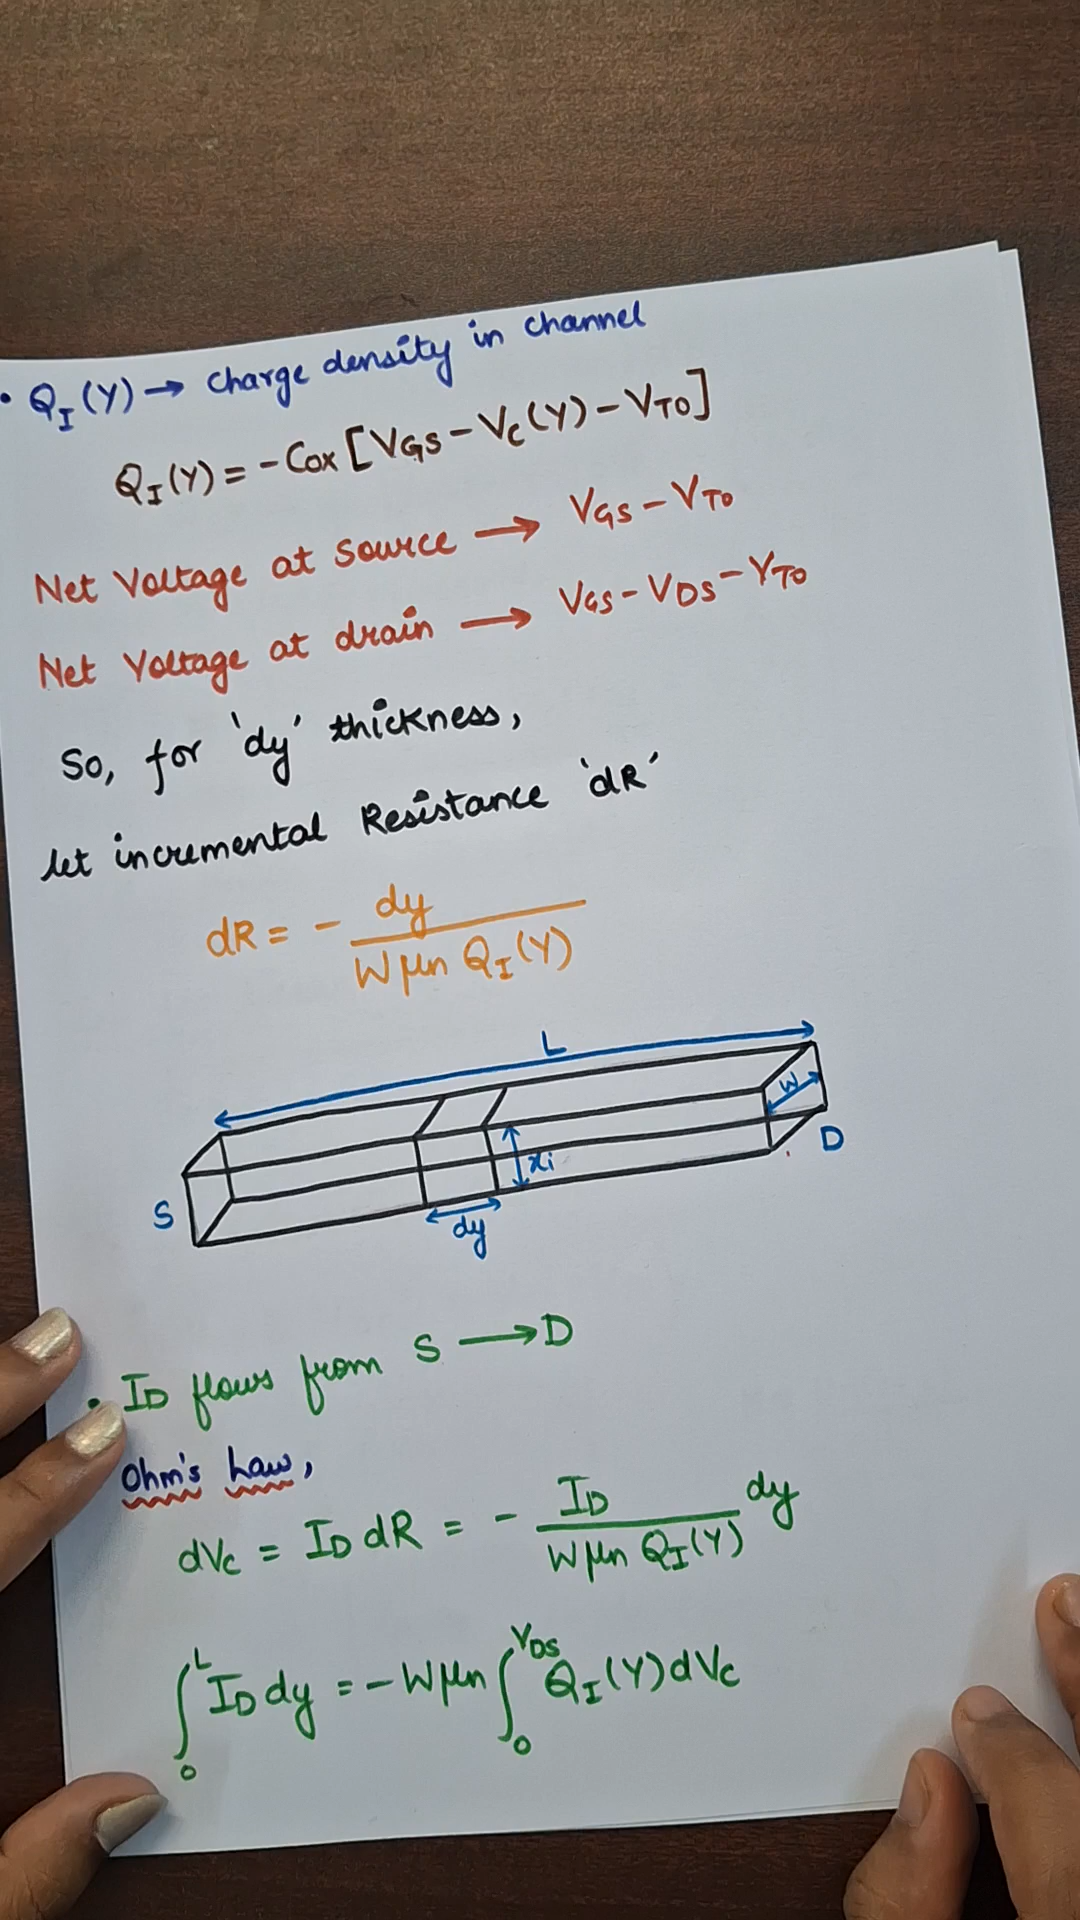 • Q_I(Y) → Charge density in channel
Q_I(Y) = -Cox [VGS - Vc(Y) - VTO]
Net Voltage at source → VGS - VTO
Net Voltage at drain → VGS - VDS - VTO
So, for 'dy' thickness,
let incremental Resistance 'dR'
dR = - dy / W μn Q_I(Y)
L
W
xi
S
D
dy
• ID flows from S → D
Ohm's Law,
dVc = ID dR = - ID / W μn Q_I(Y) dy
∫_0^L ID dy = -W μn ∫_0^VDS Q_I(Y) dVc